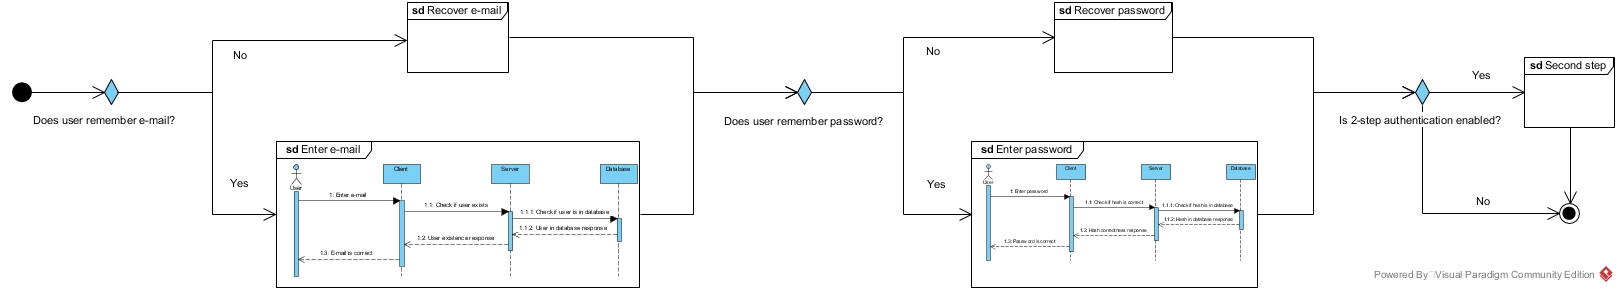 sd Recover e-mail
No
Does user remember e-mail?
Yes
sd Enter e-mail
User
Client
Server
Database
1: Enter e-mail
1.1: Check if user exists
1.1.1: Check if user is in database
1.1.2: User in database response
1.2: User existence response
1.3: E-mail is correct
sd Recover password
No
Does user remember password?
Yes
sd Enter password
User
Client
Server
Database
1: Enter password
1.1: Check if hash is correct
1.1.1: Check if hash is in database
1.1.2: Hash in database response
1.2: Hash correctness response
1.3: Password is correct
Yes
sd Second step
Is 2-step authentication enabled?
No
Powered By Visual Paradigm Community Edition